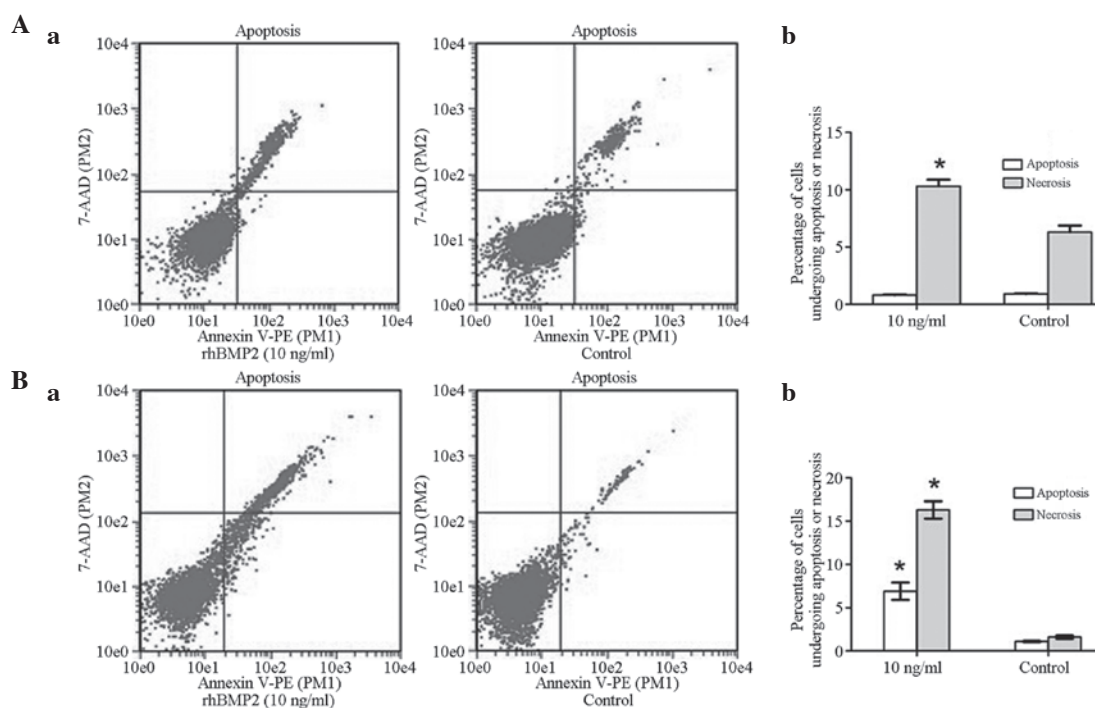 A
a
Apoptosis
10e4
10e3
10e2
10e1
10e0
7-AAD (PM2)
10e0 10e1 10e2 10e3 10e4
Annexin V-PE (PM1)
rhBMP2 (10 ng/ml)
Apoptosis
10e4
10e3
10e2
10e1
10e0
7-AAD (PM2)
10e0 10e1 10e2 10e3 10e4
Annexin V-PE (PM1)
Control
b
Percentage of cells
undergoing apoptosis or necrosis
15
10
5
0
*
Apoptosis
Necrosis
10 ng/ml Control
B
a
Apoptosis
10e4
10e3
10e2
10e1
10e0
7-AAD (PM2)
10e0 10e1 10e2 10e3 10e4
Annexin V-PE (PM1)
rhBMP2 (10 ng/ml)
Apoptosis
10e4
10e3
10e2
10e1
10e0
7-AAD (PM2)
10e0 10e1 10e2 10e3 10e4
Annexin V-PE (PM1)
Control
b
Percentage of cells
undergoing apoptosis or necrosis
20
15
10
5
0
*
*
Apoptosis
Necrosis
10 ng/ml Control